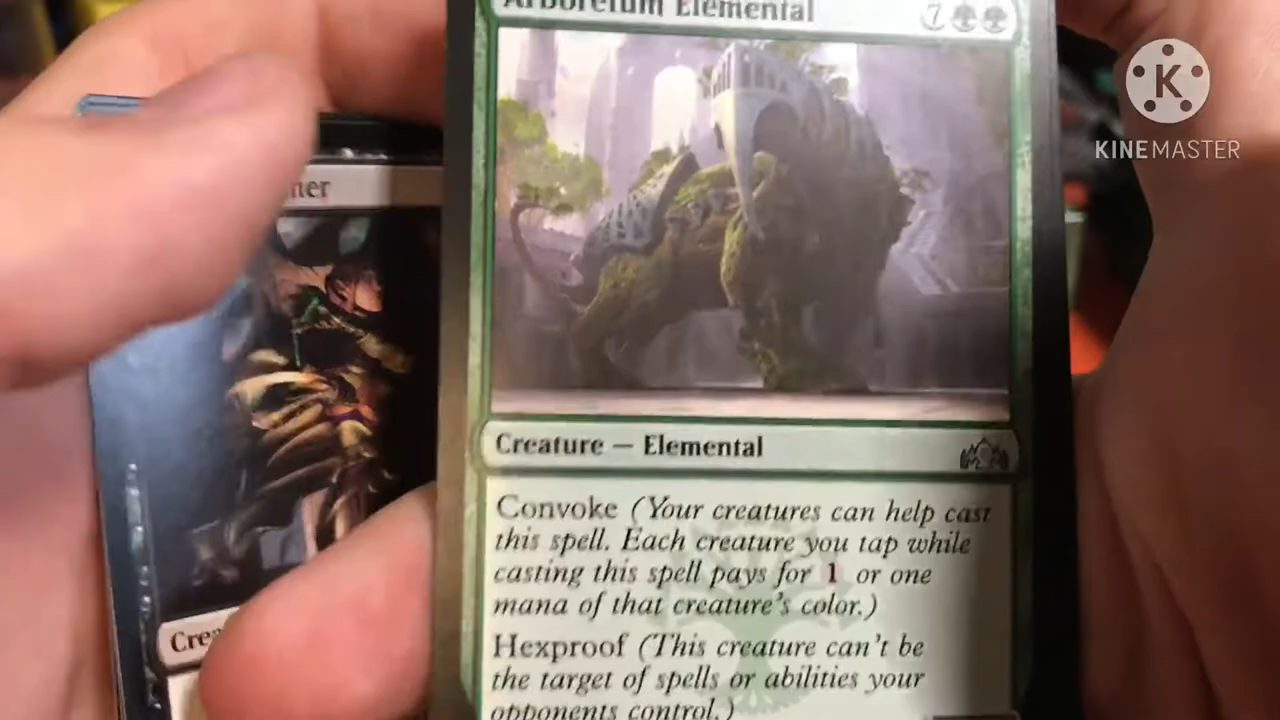 Arboretum Elemental 7
K
KINEMASTER
ner
Creature — Elemental
Convoke (Your creatures can help cast
this spell. Each creature you tap while
casting this spell pays for 1 or one
mana of that creature's color.)
Hexproof (This creature can't be
the target of spells or abilities your
opponents control.)
Crea